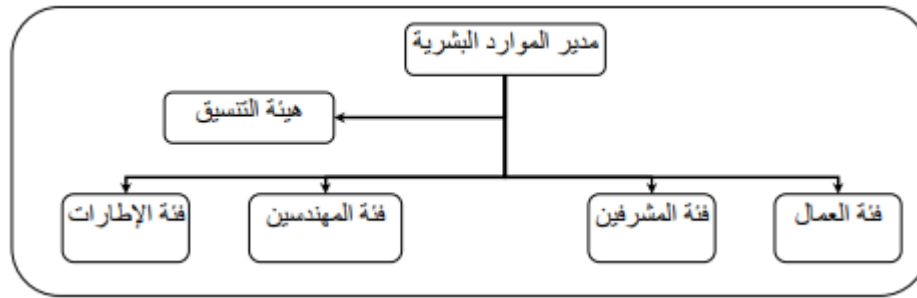 مدير الموارد البشرية
هيئة التنسيق
فئة العمال
فئة المشرفين
فئة المهندسين
فئة الإطارات